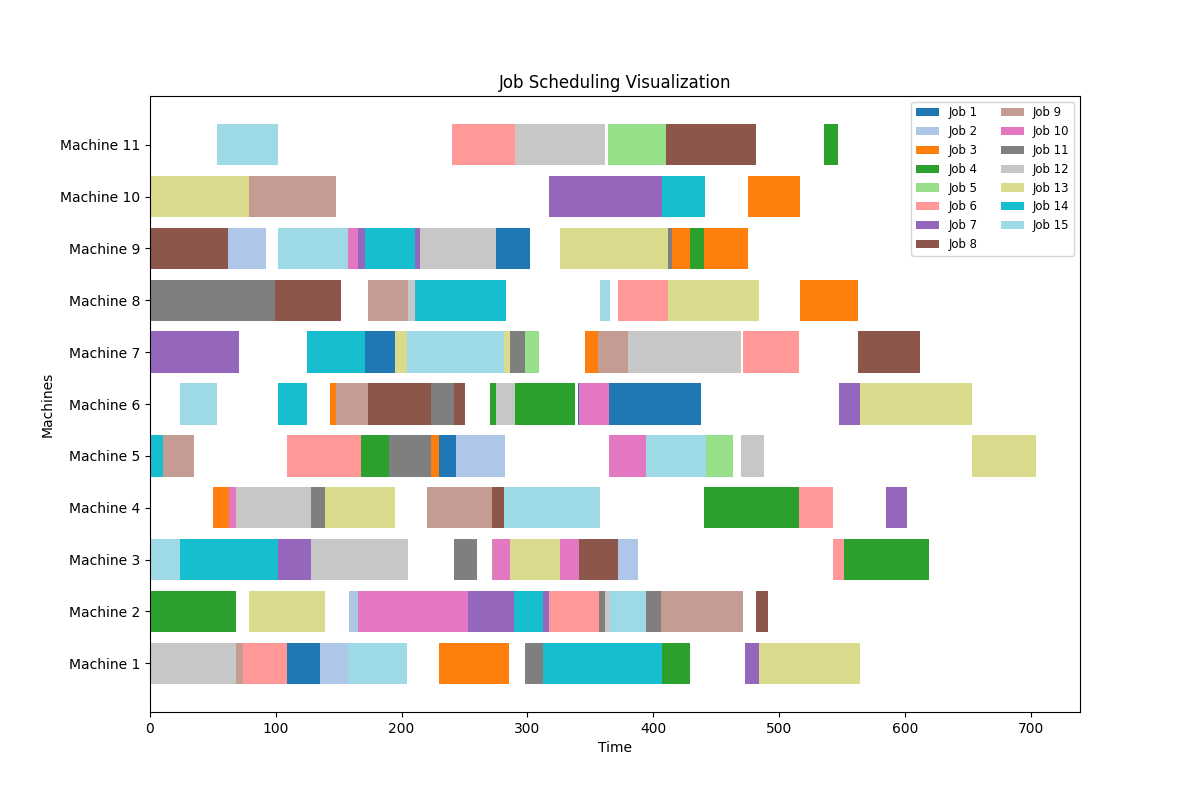 Job Scheduling Visualization
Machine 11
Machine 10
Machine 9
Machine 8
Machine 7
Machine 6
Machine 5
Machine 4
Machine 3
Machine 2
Machine 1
Machines
0 100 200 300 400 500 600 700
Time
Job 1
Job 2
Job 3
Job 4
Job 5
Job 6
Job 7
Job 8
Job 9
Job 10
Job 11
Job 12
Job 13
Job 14
Job 15